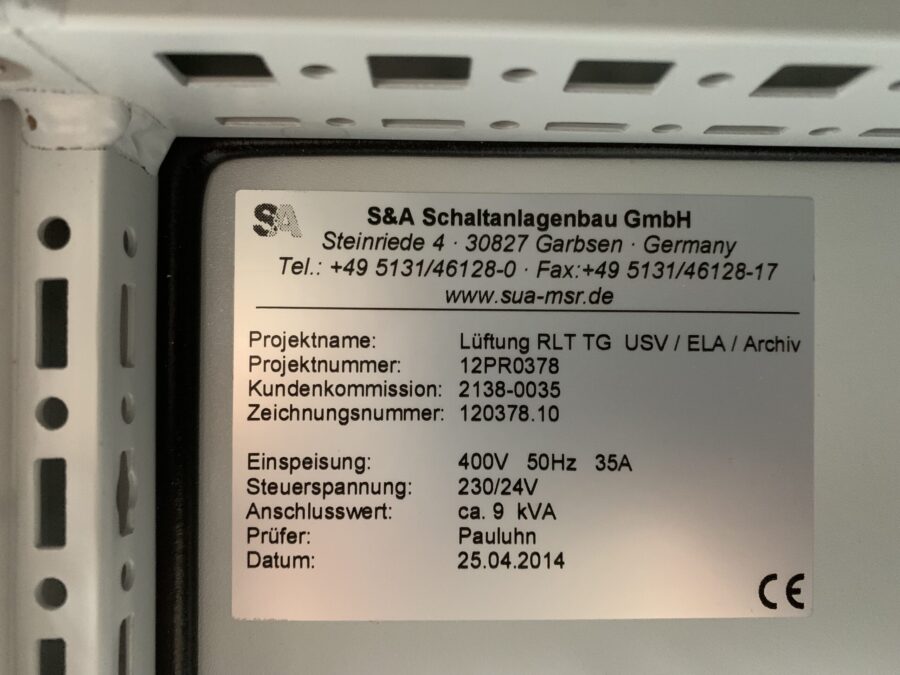 SA
S&A Schaltanlagenbau GmbH
Steinriede 4 · 30827 Garbsen · Germany
Tel.: +49 5131/46128-0 · Fax:+49 5131/46128-17
www.sua-msr.de
Projektname: Lüftung RLT TG USV / ELA / Archiv
Projektnummer: 12PR0378
Kundenkommission: 2138-0035
Zeichnungsnummer: 120378.10
Einspeisung: 400V 50Hz 35A
Steuerspannung: 230/24V
Anschlusswert: ca. 9 kVA
Prüfer: Pauluhn
Datum: 25.04.2014
CE